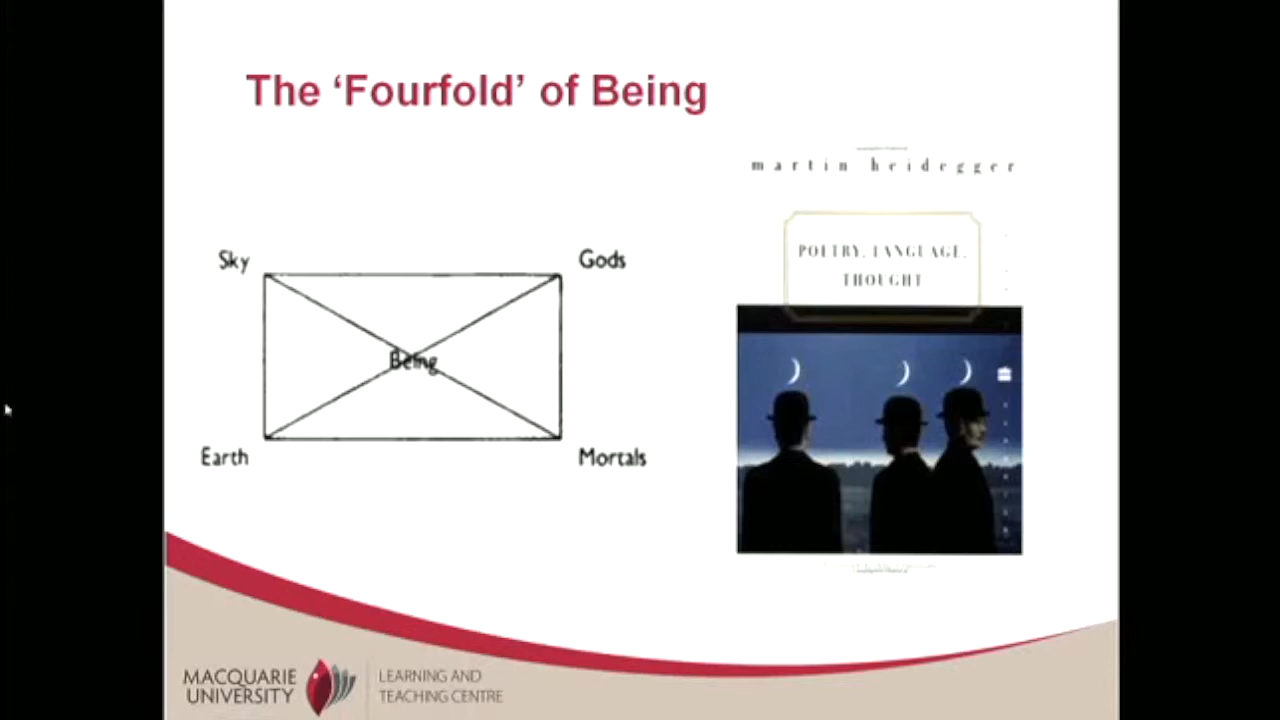 The ‘Fourfold’ of Being
martin heidegger
POETRY, LANGUAGE,
THOUGHT
Sky
Gods
Being
Earth
Mortals
MACQUARIE
UNIVERSITY
LEARNING AND
TEACHING CENTRE